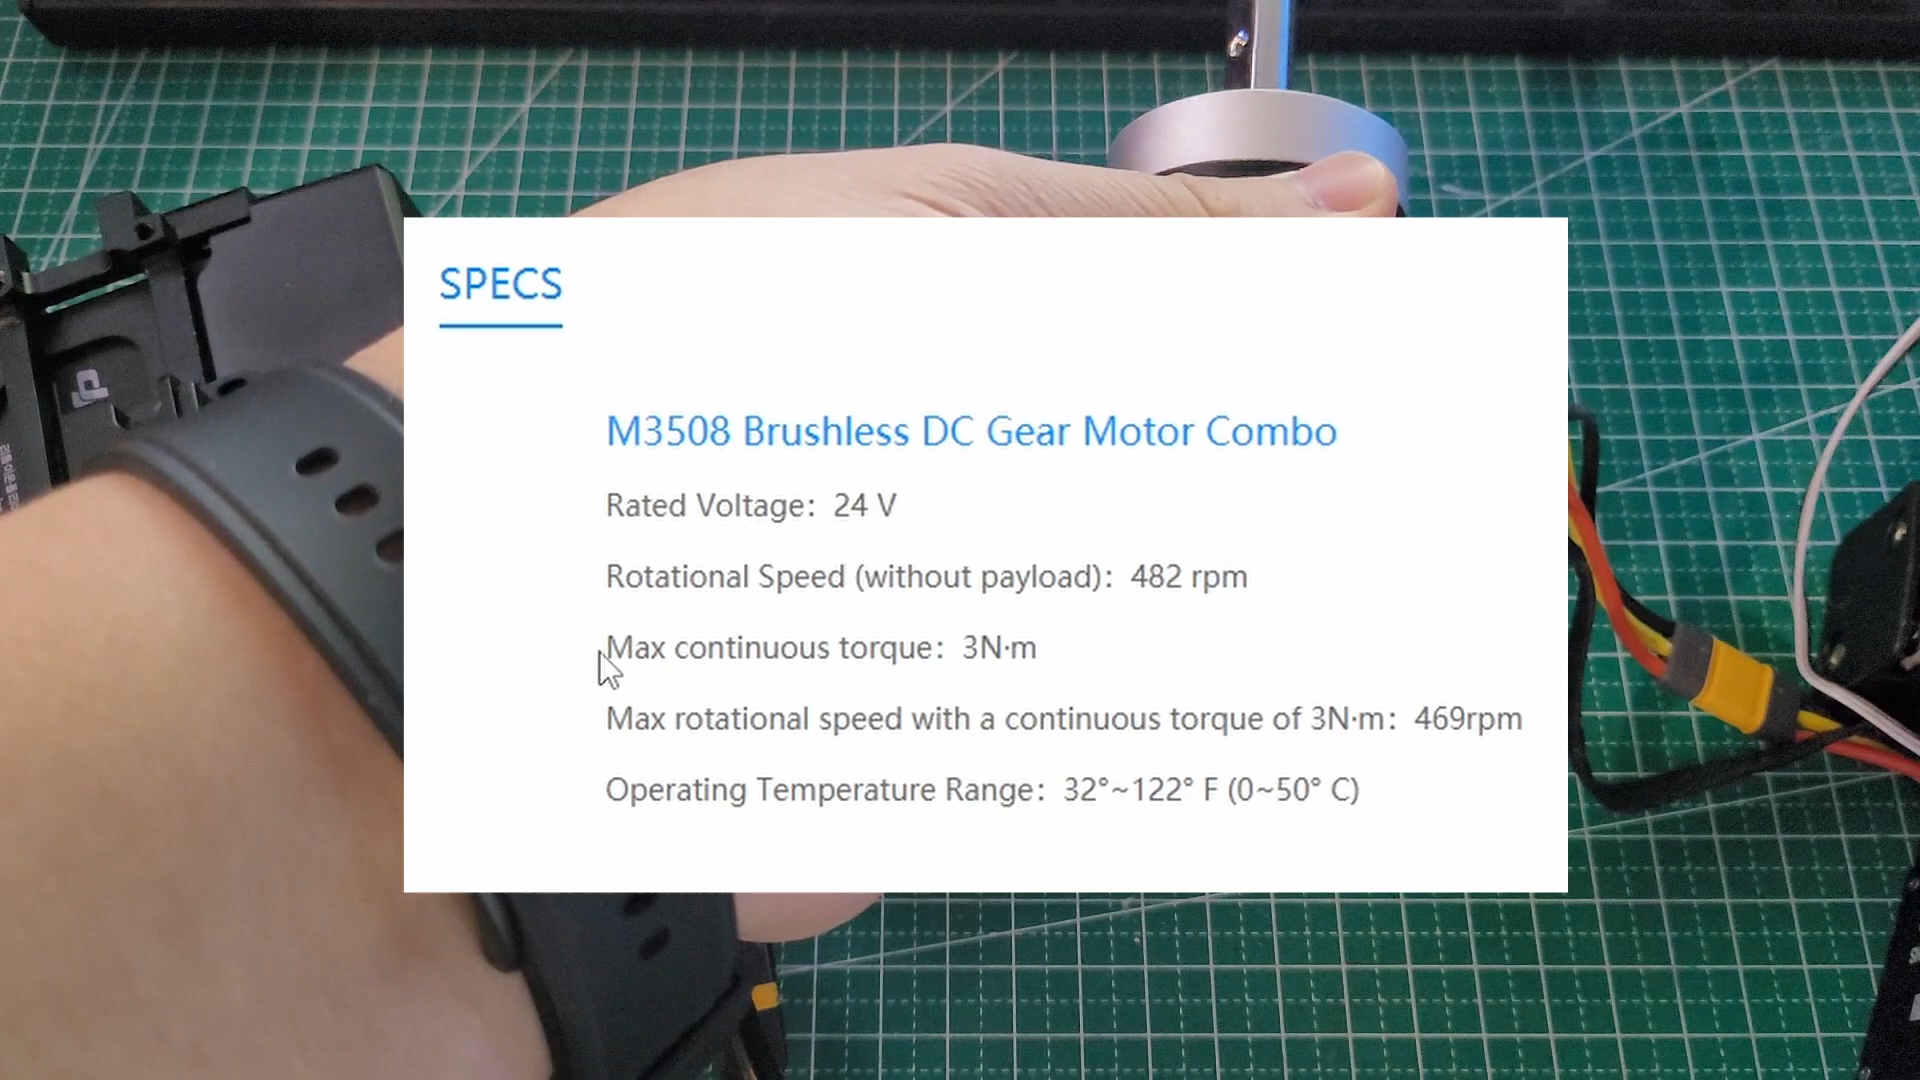 SPECS
M3508 Brushless DC Gear Motor Combo
Rated Voltage: 24 V
Rotational Speed (without payload): 482 rpm
Max continuous torque: 3N·m
Max rotational speed with a continuous torque of 3N·m: 469rpm
Operating Temperature Range: 32°~122° F (0~50° C)